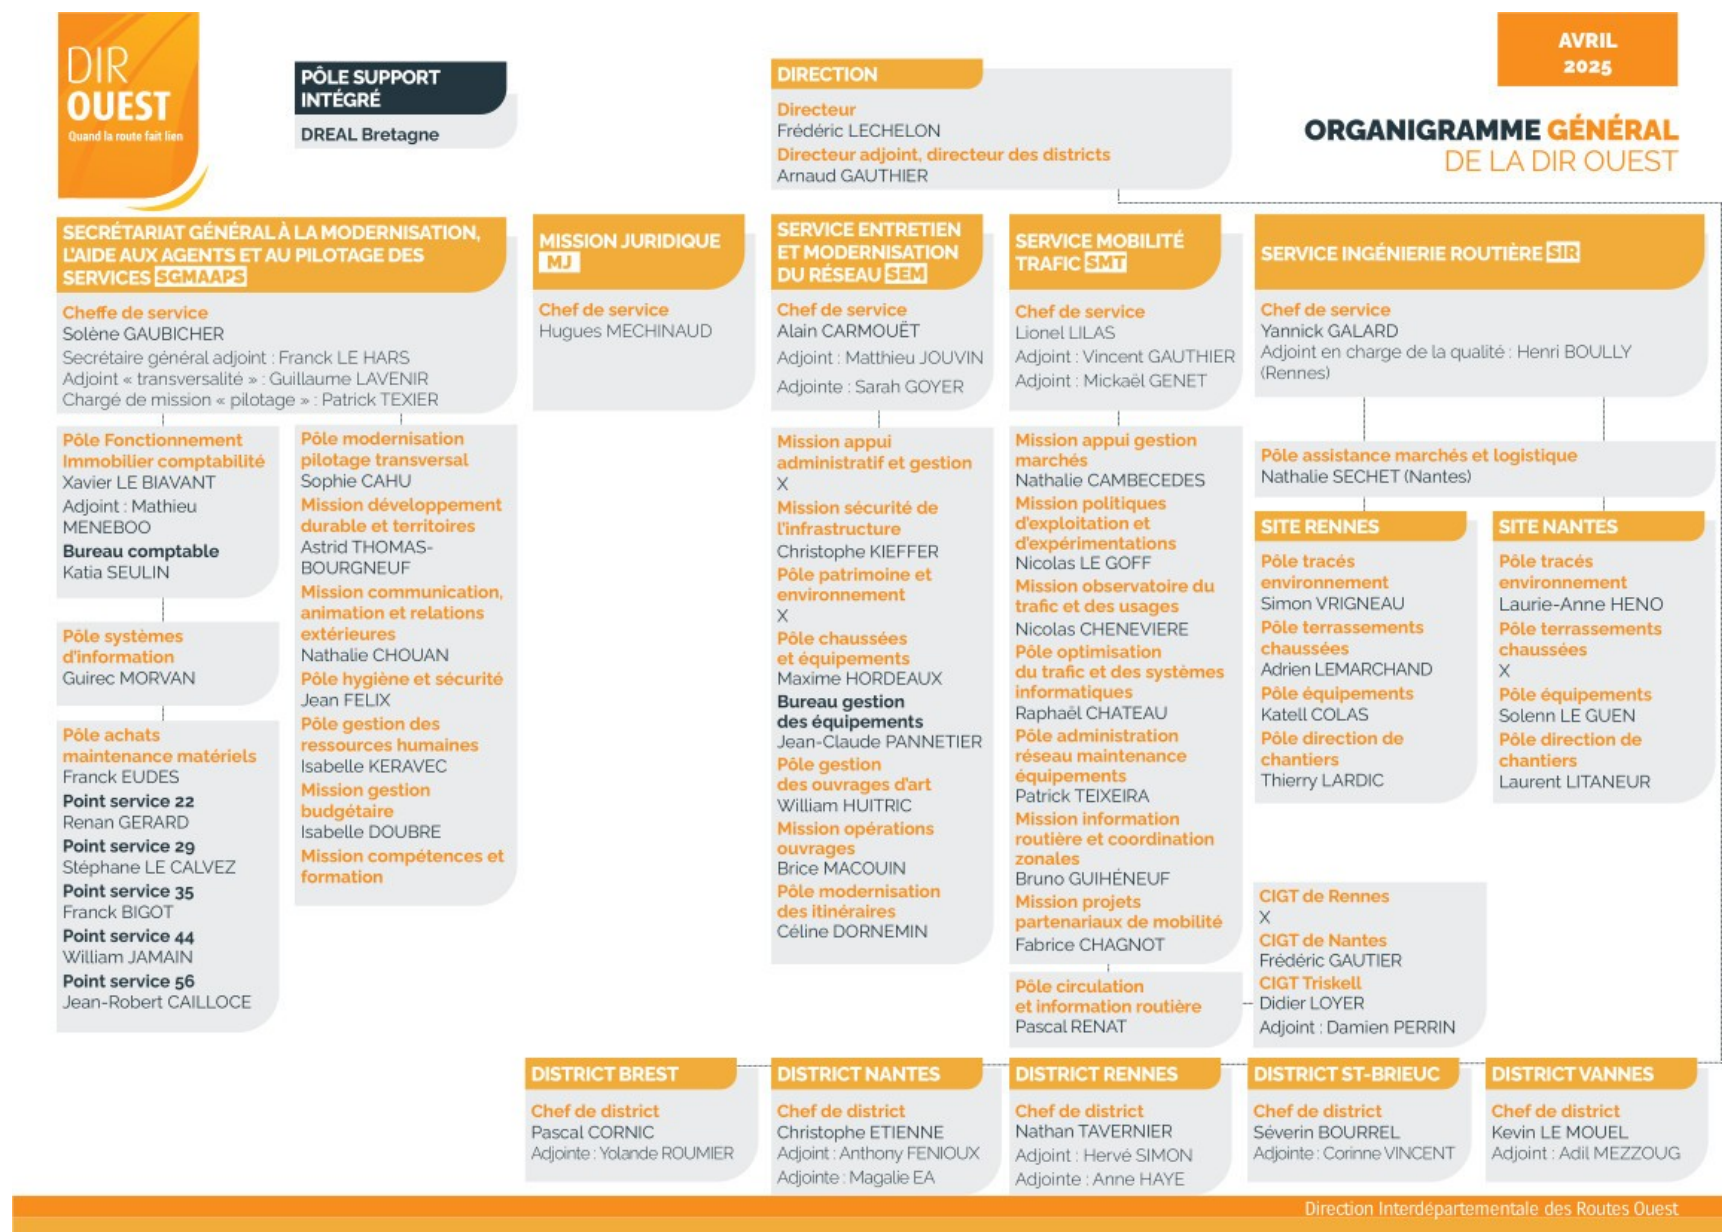 DIR
OUEST
Quand la route fait lien
PÔLE SUPPORT
INTÉGRÉ
DREAL Bretagne
DIRECTION
Directeur
Frédéric LECHELON
Directeur adjoint, directeur des districts
Arnaud GAUTHIER
AVRIL
2025
ORGANIGRAMME GÉNÉRAL
DE LA DIR OUEST
SECRÉTARIAT GÉNÉRAL À LA MODERNISATION,
L'AIDE AUX AGENTS ET AU PILOTAGE DES
SERVICES SGMAAPS
Cheffe de service
Solène GAUBICHER
Secrétaire général adjoint : Franck LE HARS
Adjoint « transversalité » : Guillaume LAVENIR
Chargé de mission « pilotage » : Patrick TEXIER
Pôle Fonctionnement
Immobilier comptabilité
Xavier LE BIAVANT
Adjoint : Mathieu
MENEBOO
Bureau comptable
Katia SEULIN
Pôle systèmes
d'information
Guirec MORVAN
Pôle achats
maintenance matériels
Franck EUDES
Point service 22
Renan GERARD
Point service 29
Stéphane LE CALVEZ
Point service 35
Franck BIGOT
Point service 44
William JAMAIN
Point service 56
Jean-Robert CAILLOCE
Pôle modernisation
pilotage transversal
Sophie CAHU
Mission développement
durable et territoires
Astrid THOMAS-
BOURGNEUF
Mission communication,
animation et relations
extérieures
Nathalie CHOUAN
Pôle hygiène et sécurité
Jean FELIX
Pôle gestion des
ressources humaines
Isabelle KERAVEC
Mission gestion
budgétaire
Isabelle DOUBRE
Mission compétences et
formation
MISSION JURIDIQUE
MJ
Chef de service
Hugues MECHINAUD
SERVICE ENTRETIEN
ET MODERNISATION
DU RÉSEAU SEM
Chef de service
Alain CARMOUËT
Adjoint : Matthieu JOUVIN
Adjointe : Sarah GOYER
Mission appui
administratif et gestion
X
Mission sécurité de
l'infrastructure
Christophe KIEFFER
Pôle patrimoine et
environnement
X
Pôle chaussées
et équipements
Maxime HORDEAUX
Bureau gestion
des équipements
Jean-Claude PANNETIER
Pôle gestion
des ouvrages d'art
William HUITRIC
Mission opérations
ouvrages
Brice MACOUIN
Pôle modernisation
des itinéraires
Céline DORNEMIN
SERVICE MOBILITÉ
TRAFIC SMT
Chef de service
Lionel LILAS
Adjoint : Vincent GAUTHIER
Adjoint : Mickaël GENET
Mission appui gestion
marchés
Nathalie CAMBECEDES
Mission politiques
d'exploitation et
d'expérimentations
Nicolas LE GOFF
Mission observatoire du
trafic et des usages
Nicolas CHENEVIERE
Pôle optimisation
du trafic et des systèmes
informatiques
Raphaël CHATEAU
Pôle administration
réseau maintenance
équipements
Patrick TEIXEIRA
Mission information
routière et coordination
zonales
Bruno GUIHÉNEUF
Mission projets
partenariaux de mobilité
Fabrice CHAGNOT
Pôle circulation
et information routière
Pascal RENAT
SERVICE INGÉNIERIE ROUTIÈRE SIR
Chef de service
Yannick GALARD
Adjoint en charge de la qualité : Henri BOULLY
(Rennes)
Pôle assistance marchés et logistique
Nathalie SECHET (Nantes)
SITE RENNES
Pôle tracés
environnement
Simon VRIGNEAU
Pôle terrassements
chaussées
Adrien LEMARCHAND
Pôle équipements
Katell COLAS
Pôle direction de
chantiers
Thierry LARDIC
SITE NANTES
Pôle tracés
environnement
Laurie-Anne HENO
Pôle terrassements
chaussées
X
Pôle équipements
Solenn LE GUEN
Pôle direction de
chantiers
Laurent LITANEUR
CIGT de Rennes
X
CIGT de Nantes
Frédéric GAUTIER
CIGT Triskell
Didier LOYER
Adjoint : Damien PERRIN
DISTRICT BREST
Chef de district
Pascal CORNIC
Adjointe : Yolande ROUMIER
DISTRICT NANTES
Chef de district
Christophe ETIENNE
Adjoint : Anthony FENIOUX
Adjointe : Magalie EA
DISTRICT RENNES
Chef de district
Nathan TAVERNIER
Adjoint : Hervé SIMON
Adjointe : Anne HAYE
DISTRICT ST-BRIEUC
Chef de district
Séverin BOURREL
Adjointe : Corinne VINCENT
DISTRICT VANNES
Chef de district
Kevin LE MOUEL
Adjoint : Adil MEZZOUG
Direction Interdépartementale des Routes Ouest